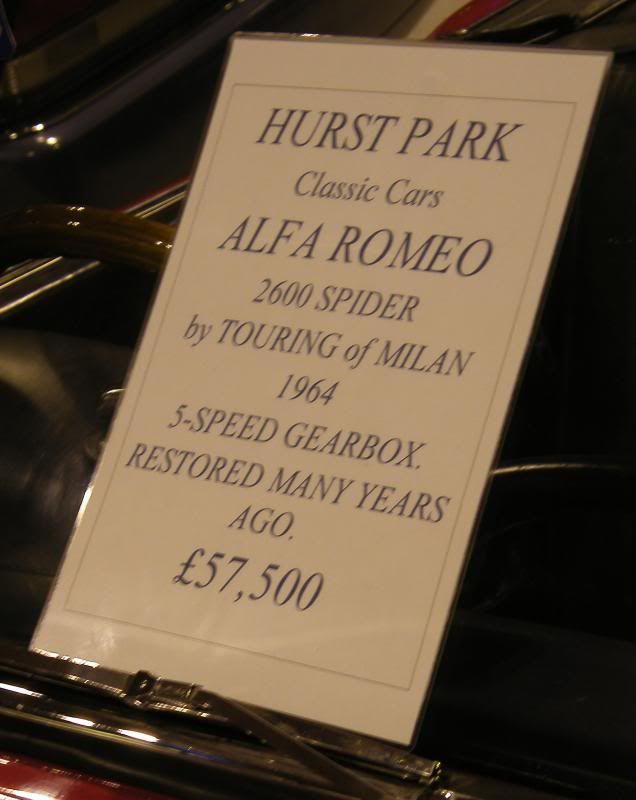 HURST PARK
Classic Cars
ALFA ROMEO
2600 SPIDER
by TOURING of MILAN
1964
5-SPEED GEARBOX.
RESTORED MANY YEARS
AGO.
£57,500